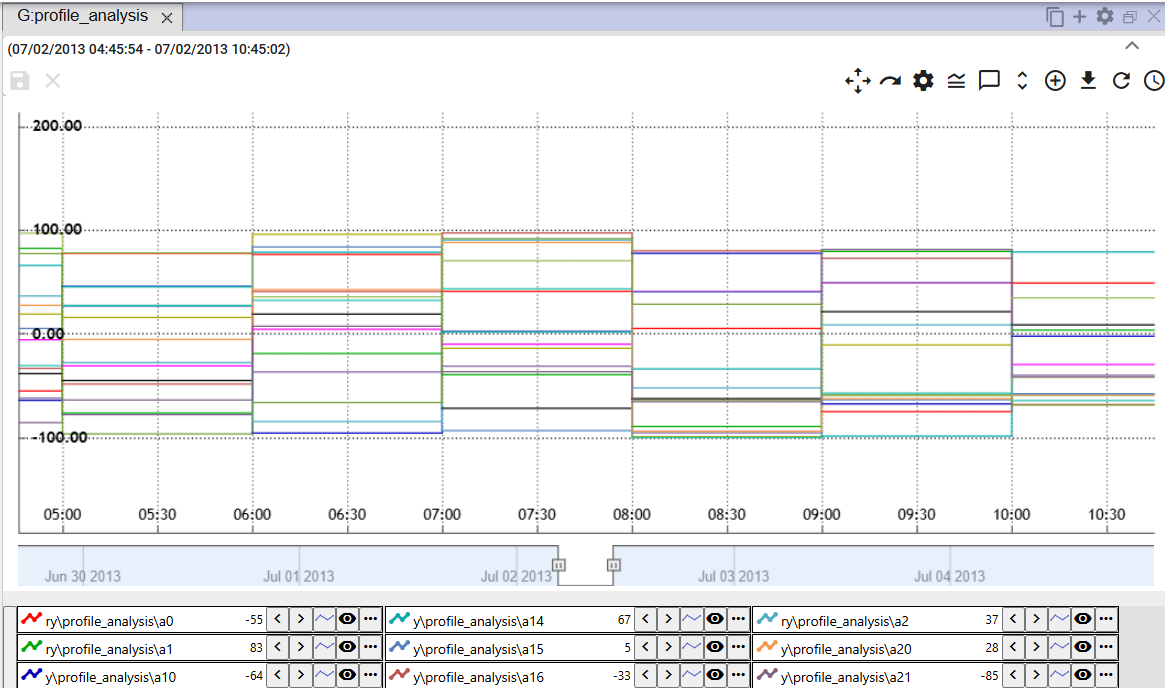 G:profile_analysis
(07/02/2013 04:45:54 - 07/02/2013 10:45:02)
200.00
100.00
0.00
-100.00
05:00 05:30 06:00 06:30 07:00 07:30 08:00 08:30 09:00 09:30 10:00 10:30
Jun 30 2013 Jul 01 2013 Jul 02 2013 Jul 03 2013 Jul 04 2013
ry\profile_analysis\a0 -55 y\profile_analysis\a14 67 ry\profile_analysis\a2 37
ry\profile_analysis\a1 83 y\profile_analysis\a15 5 y\profile_analysis\a20 28
y\profile_analysis\a10 -64 y\profile_analysis\a16 -33 y\profile_analysis\a21 -85